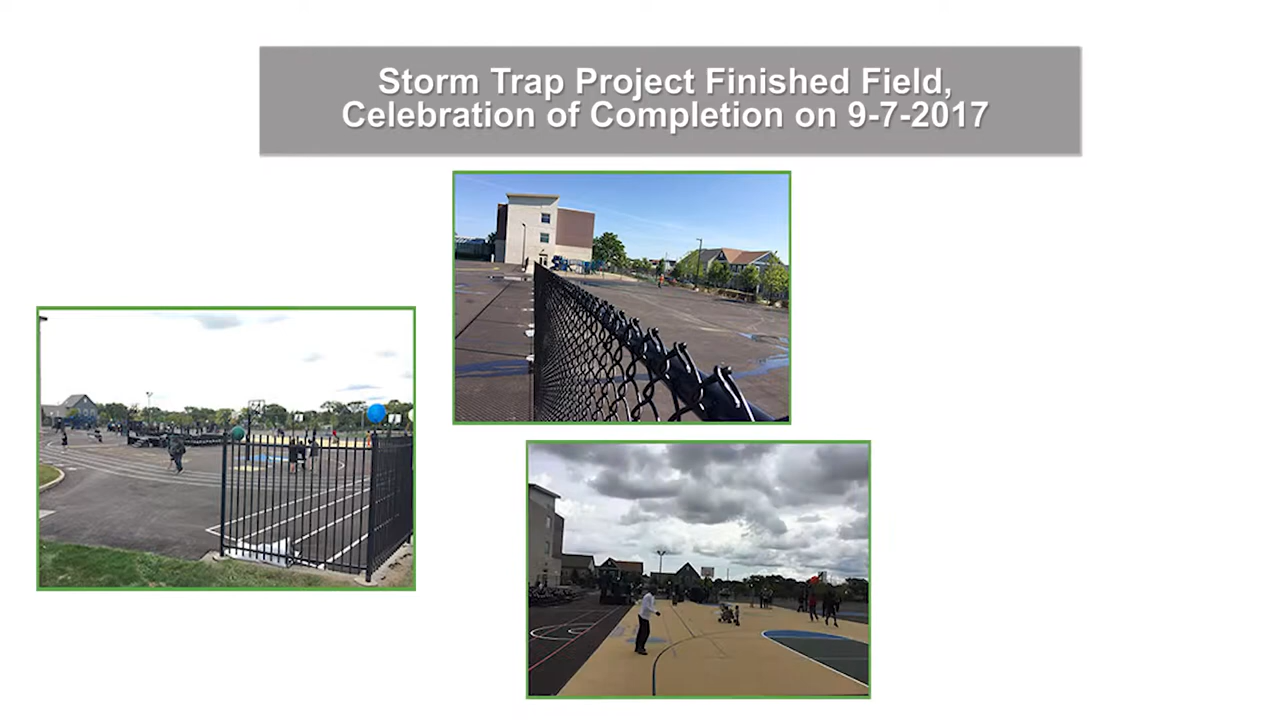 Storm Trap Project Finished Field,
Celebration of Completion on 9-7-2017